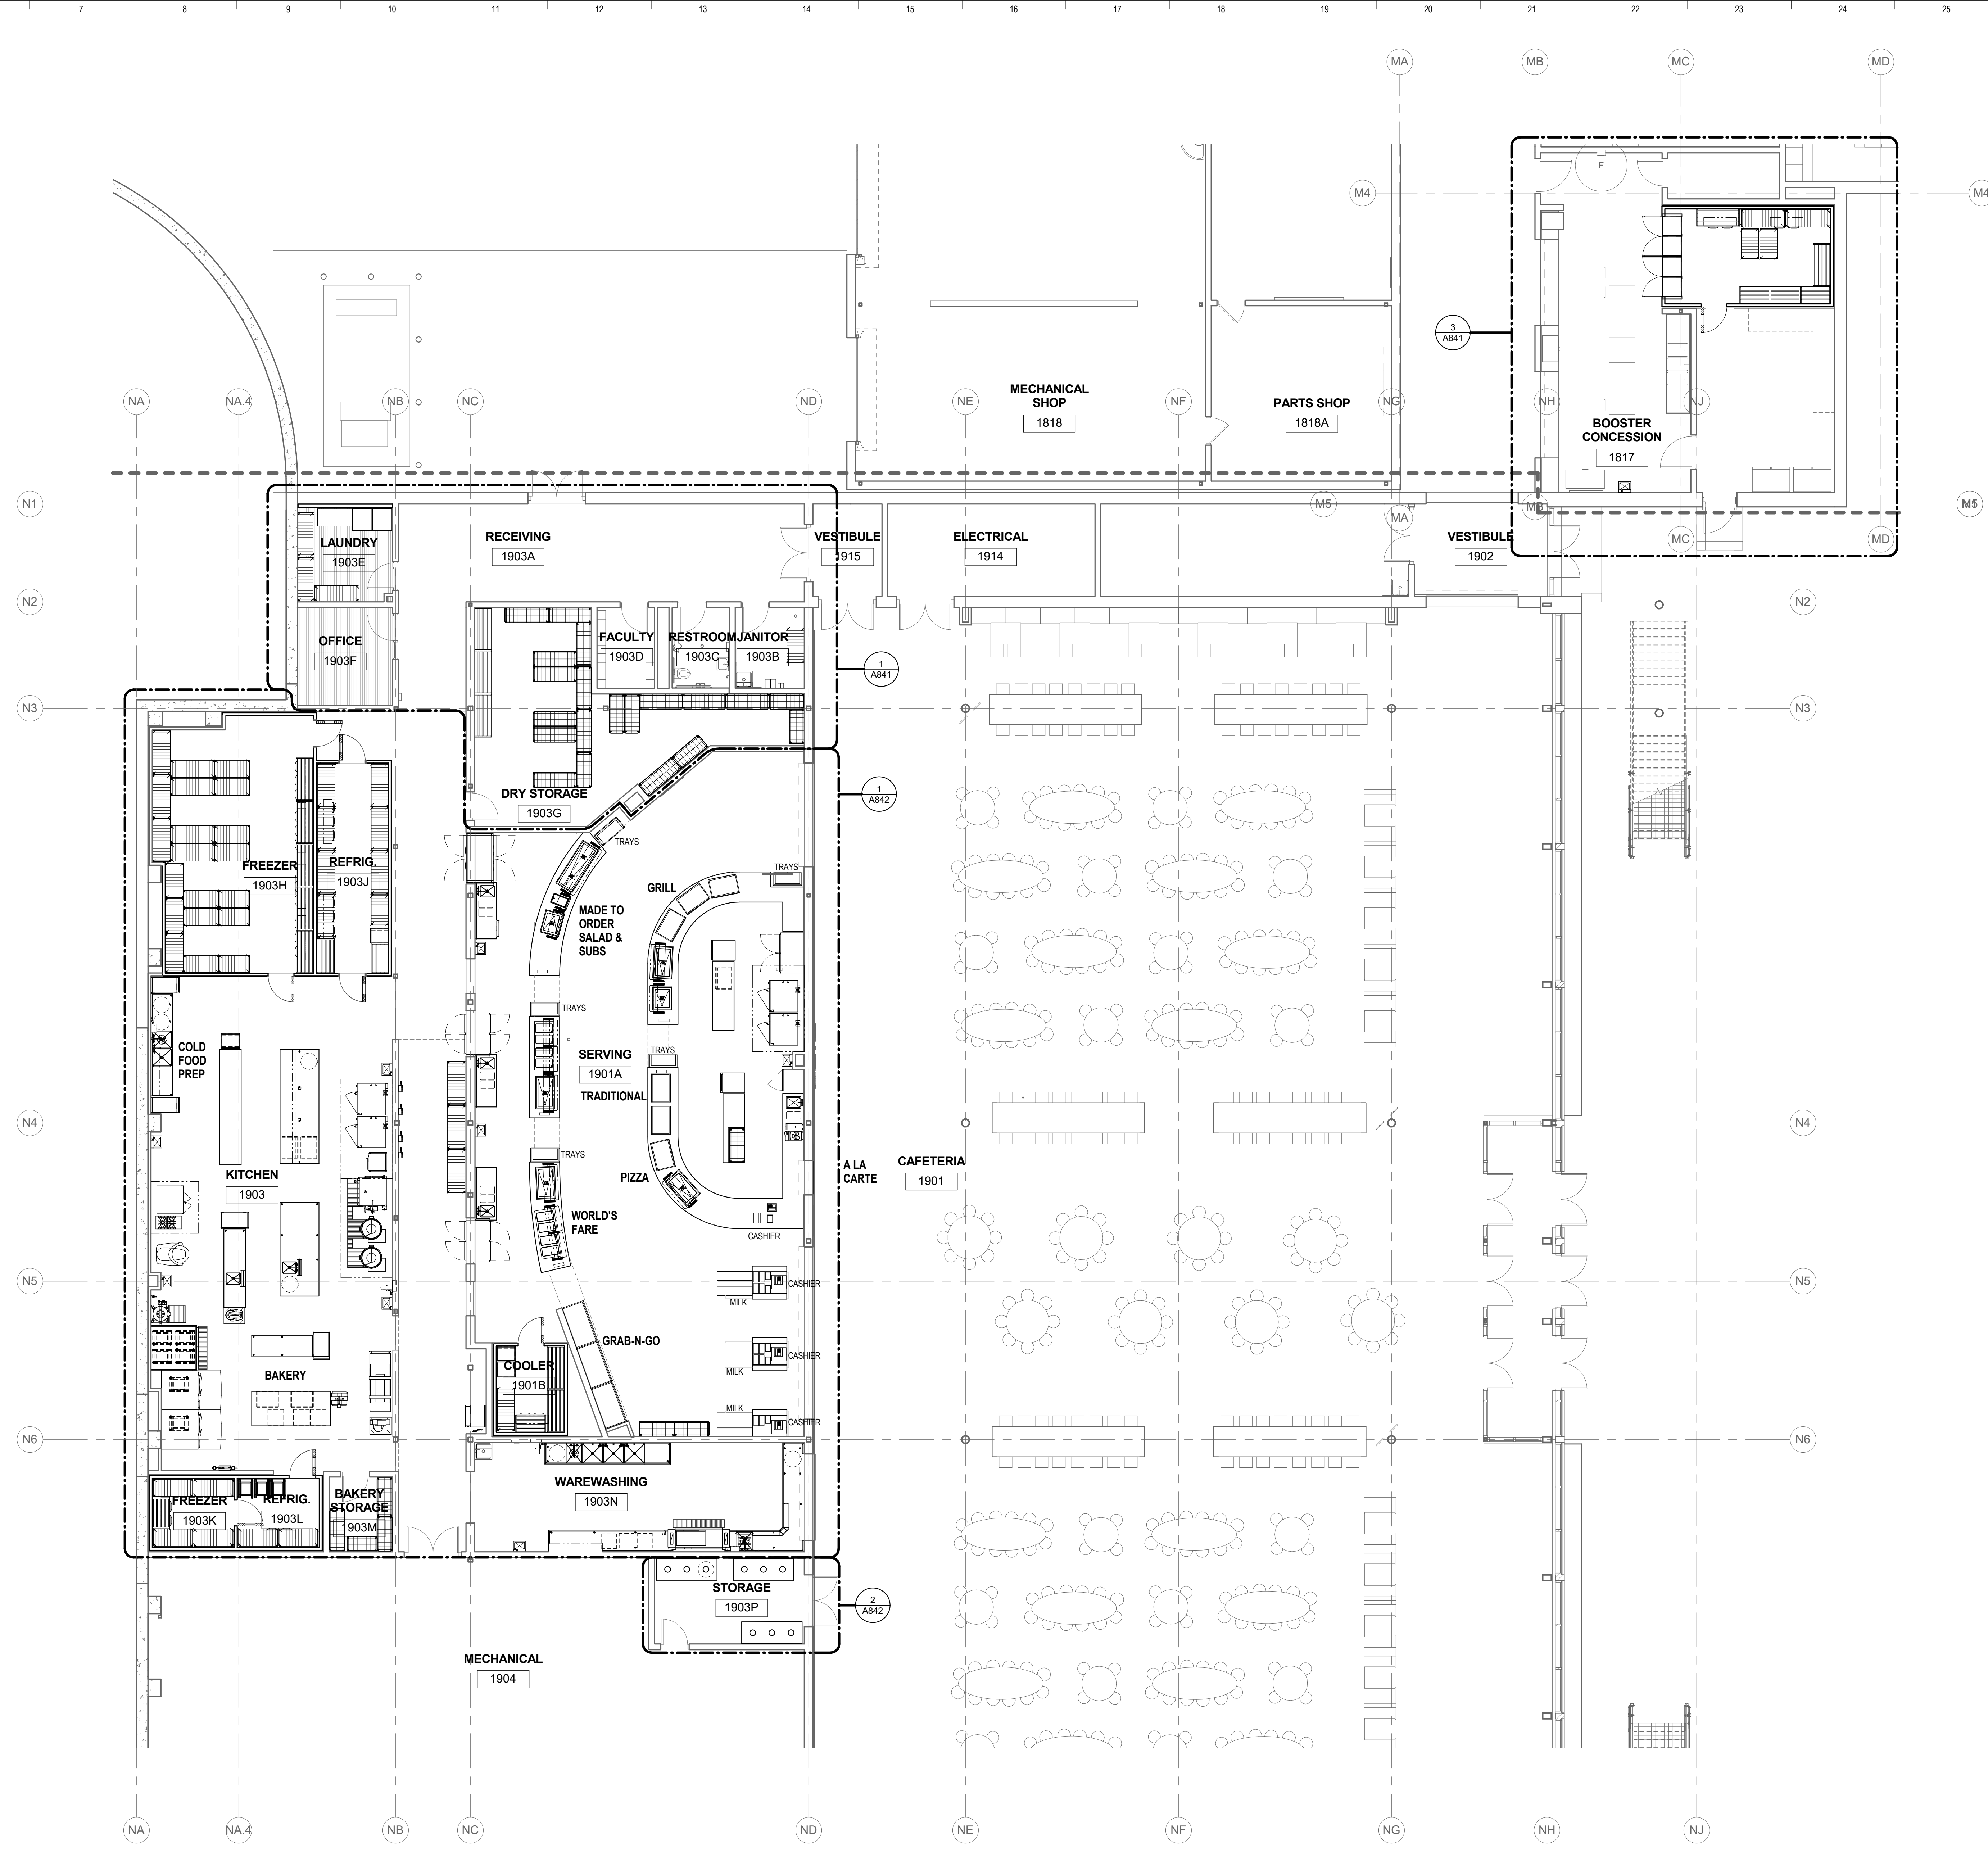 7 8 9 10 11 12 13 14 15 16 17 18 19 20 21 22 23 24 25
MA MB MC MD
F
M4 M4
3
A841
NA NA.4 NB NC ND NE NF NG NH NJ
MECHANICAL
SHOP
1818
PARTS SHOP
1818A
BOOSTER
CONCESSION
1817
N1 M5 MA MB
MC MD
LAUNDRY
1903E
RECEIVING
1903A
VESTIBULE
1915
ELECTRICAL
1914
VESTIBULE
1902
N2 N2
OFFICE
1903F
FACULTY
1903D
RESTROOM
1903C
JANITOR
1903B
1
A841
N3 N3
DRY STORAGE
1903G
1
A842
TRAYS
FREEZER
1903H
REFRIG.
1903J
TRAYS
GRILL
MADE TO
ORDER
SALAD &
SUBS
TRAYS
COLD
FOOD
PREP
SERVING
1901A
TRADITIONAL
TRAYS
N4 N4
TRAYS
KITCHEN
1903
PIZZA
A LA
CARTE
CAFETERIA
1901
WORLD'S
FARE
CASHIER
N5 N5
CASHIER
MILK
GRAB-N-GO
CASHIER
MILK
COOLER
1901B
BAKERY
MILK
CASHIER
N6 N6
WAREWASHING
1903N
FREEZER
1903K
REFRIG.
1903L
BAKERY
STORAGE
1903M
STORAGE
1903P
2
A842
MECHANICAL
1904
NA NA.4 NB NC ND NE NF NG NH NJ